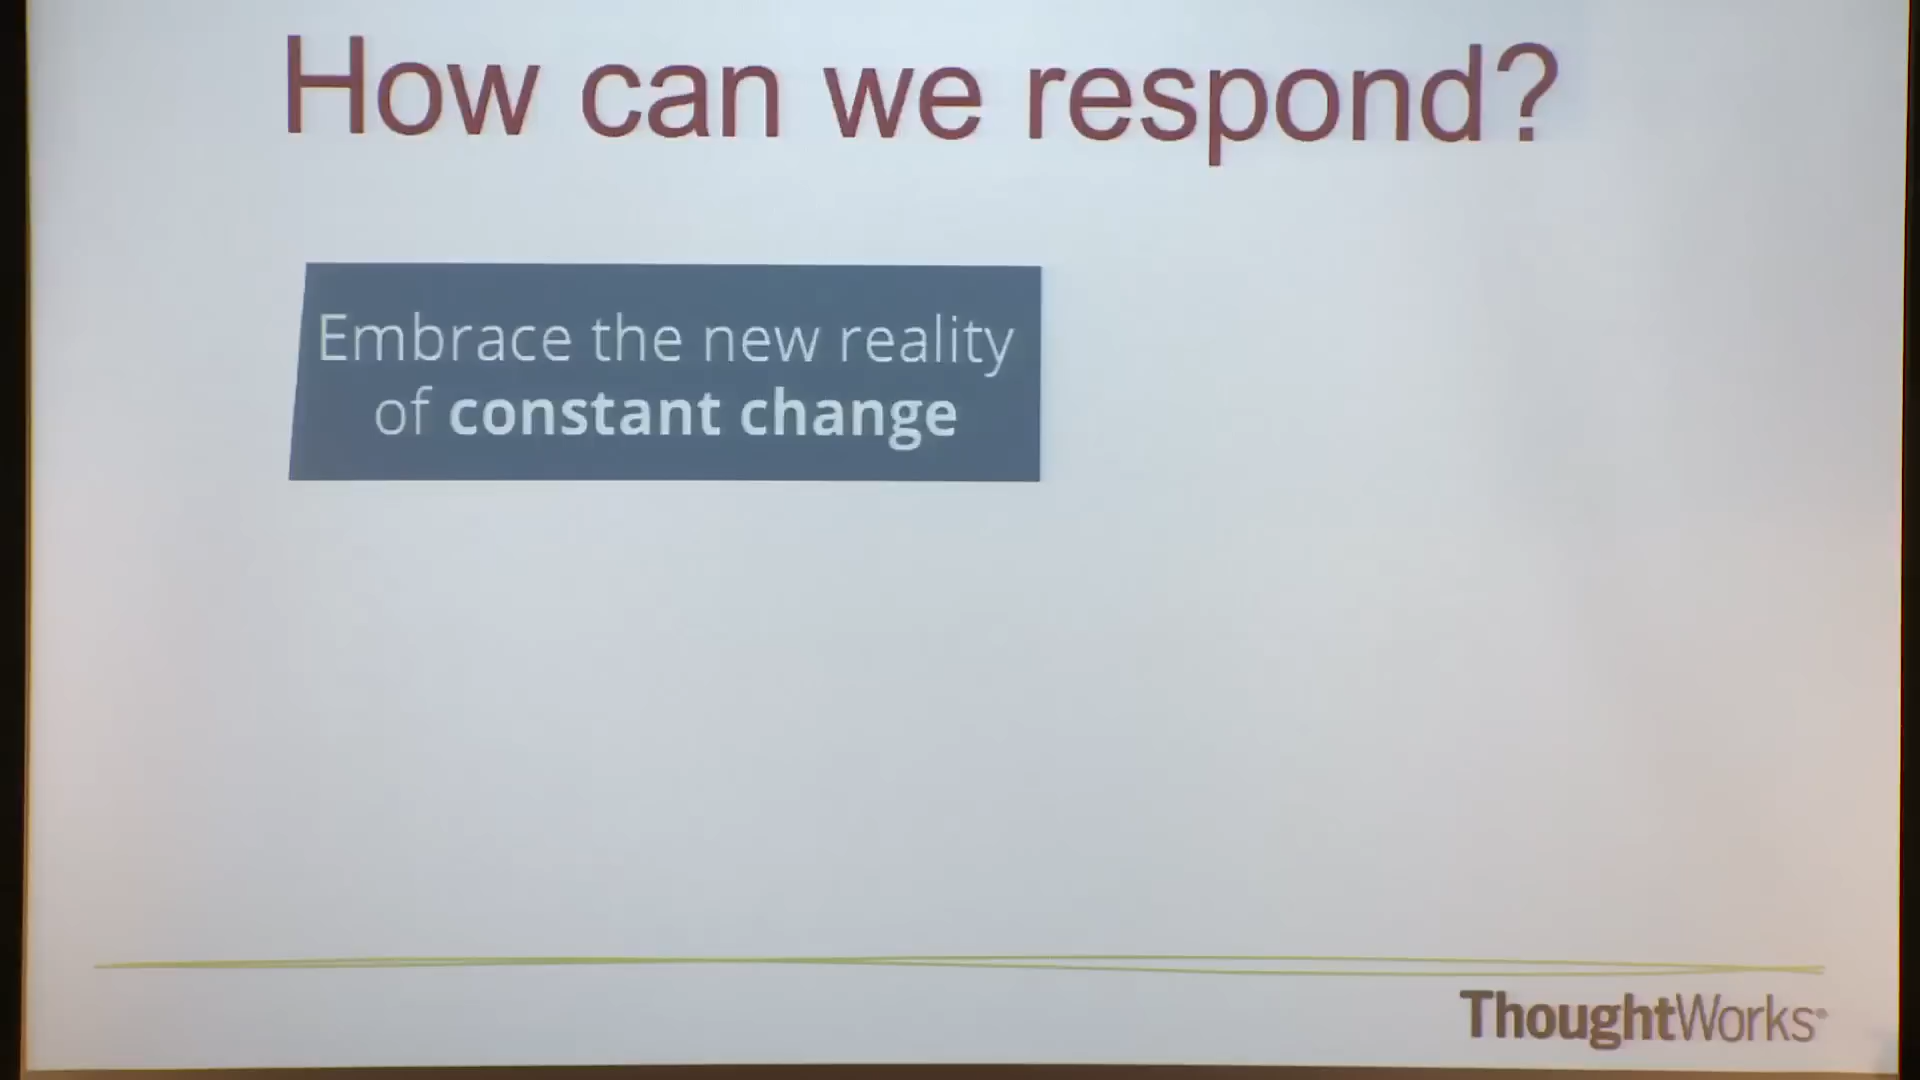 How can we respond?
Embrace the new reality
of constant change
ThoughtWorks®